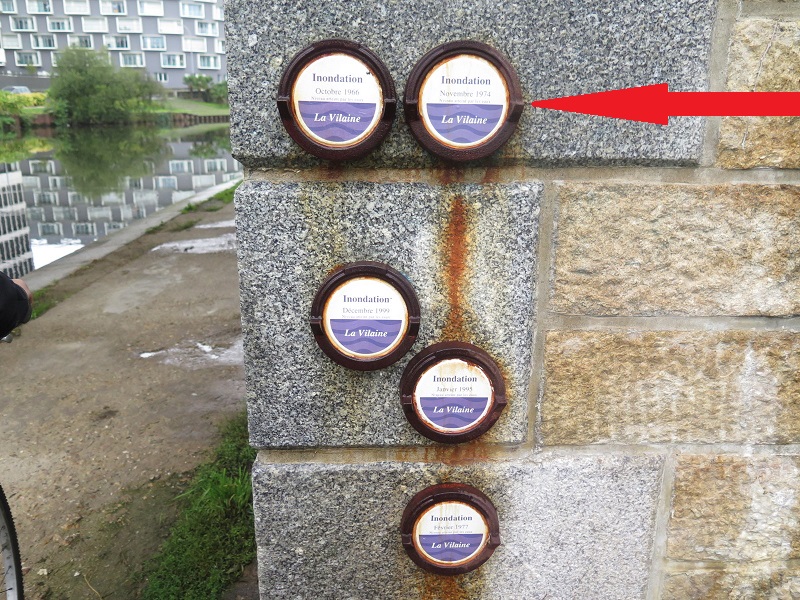 Inondation
Octobre 1966
La Vilaine
Inondation
Novembre 1974
La Vilaine
Inondation
Décembre 1999
La Vilaine
Inondation
Janvier 1995
La Vilaine
Inondation
Février 1977
La Vilaine